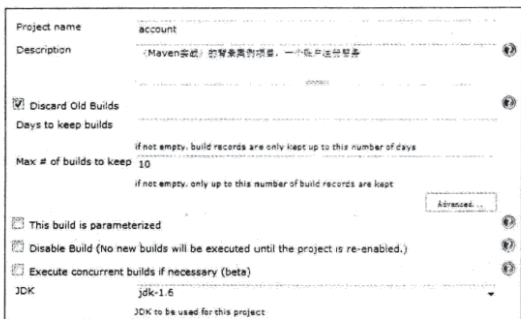 Project name
account
Description
《Maven实战》的背景案例项目，一个账户注册服务
Discard Old Builds
Days to keep builds
if not empty, build records are only kept up to this number of days
Max # of builds to keep
10
if not empty, only up to this number of build records are kept
Advanced...
This build is parameterized
Disable Build (No new builds will be executed until the project is re-enabled.)
Execute concurrent builds if necessary (beta)
JDK
jdk-1.6
JDK to be used for this project